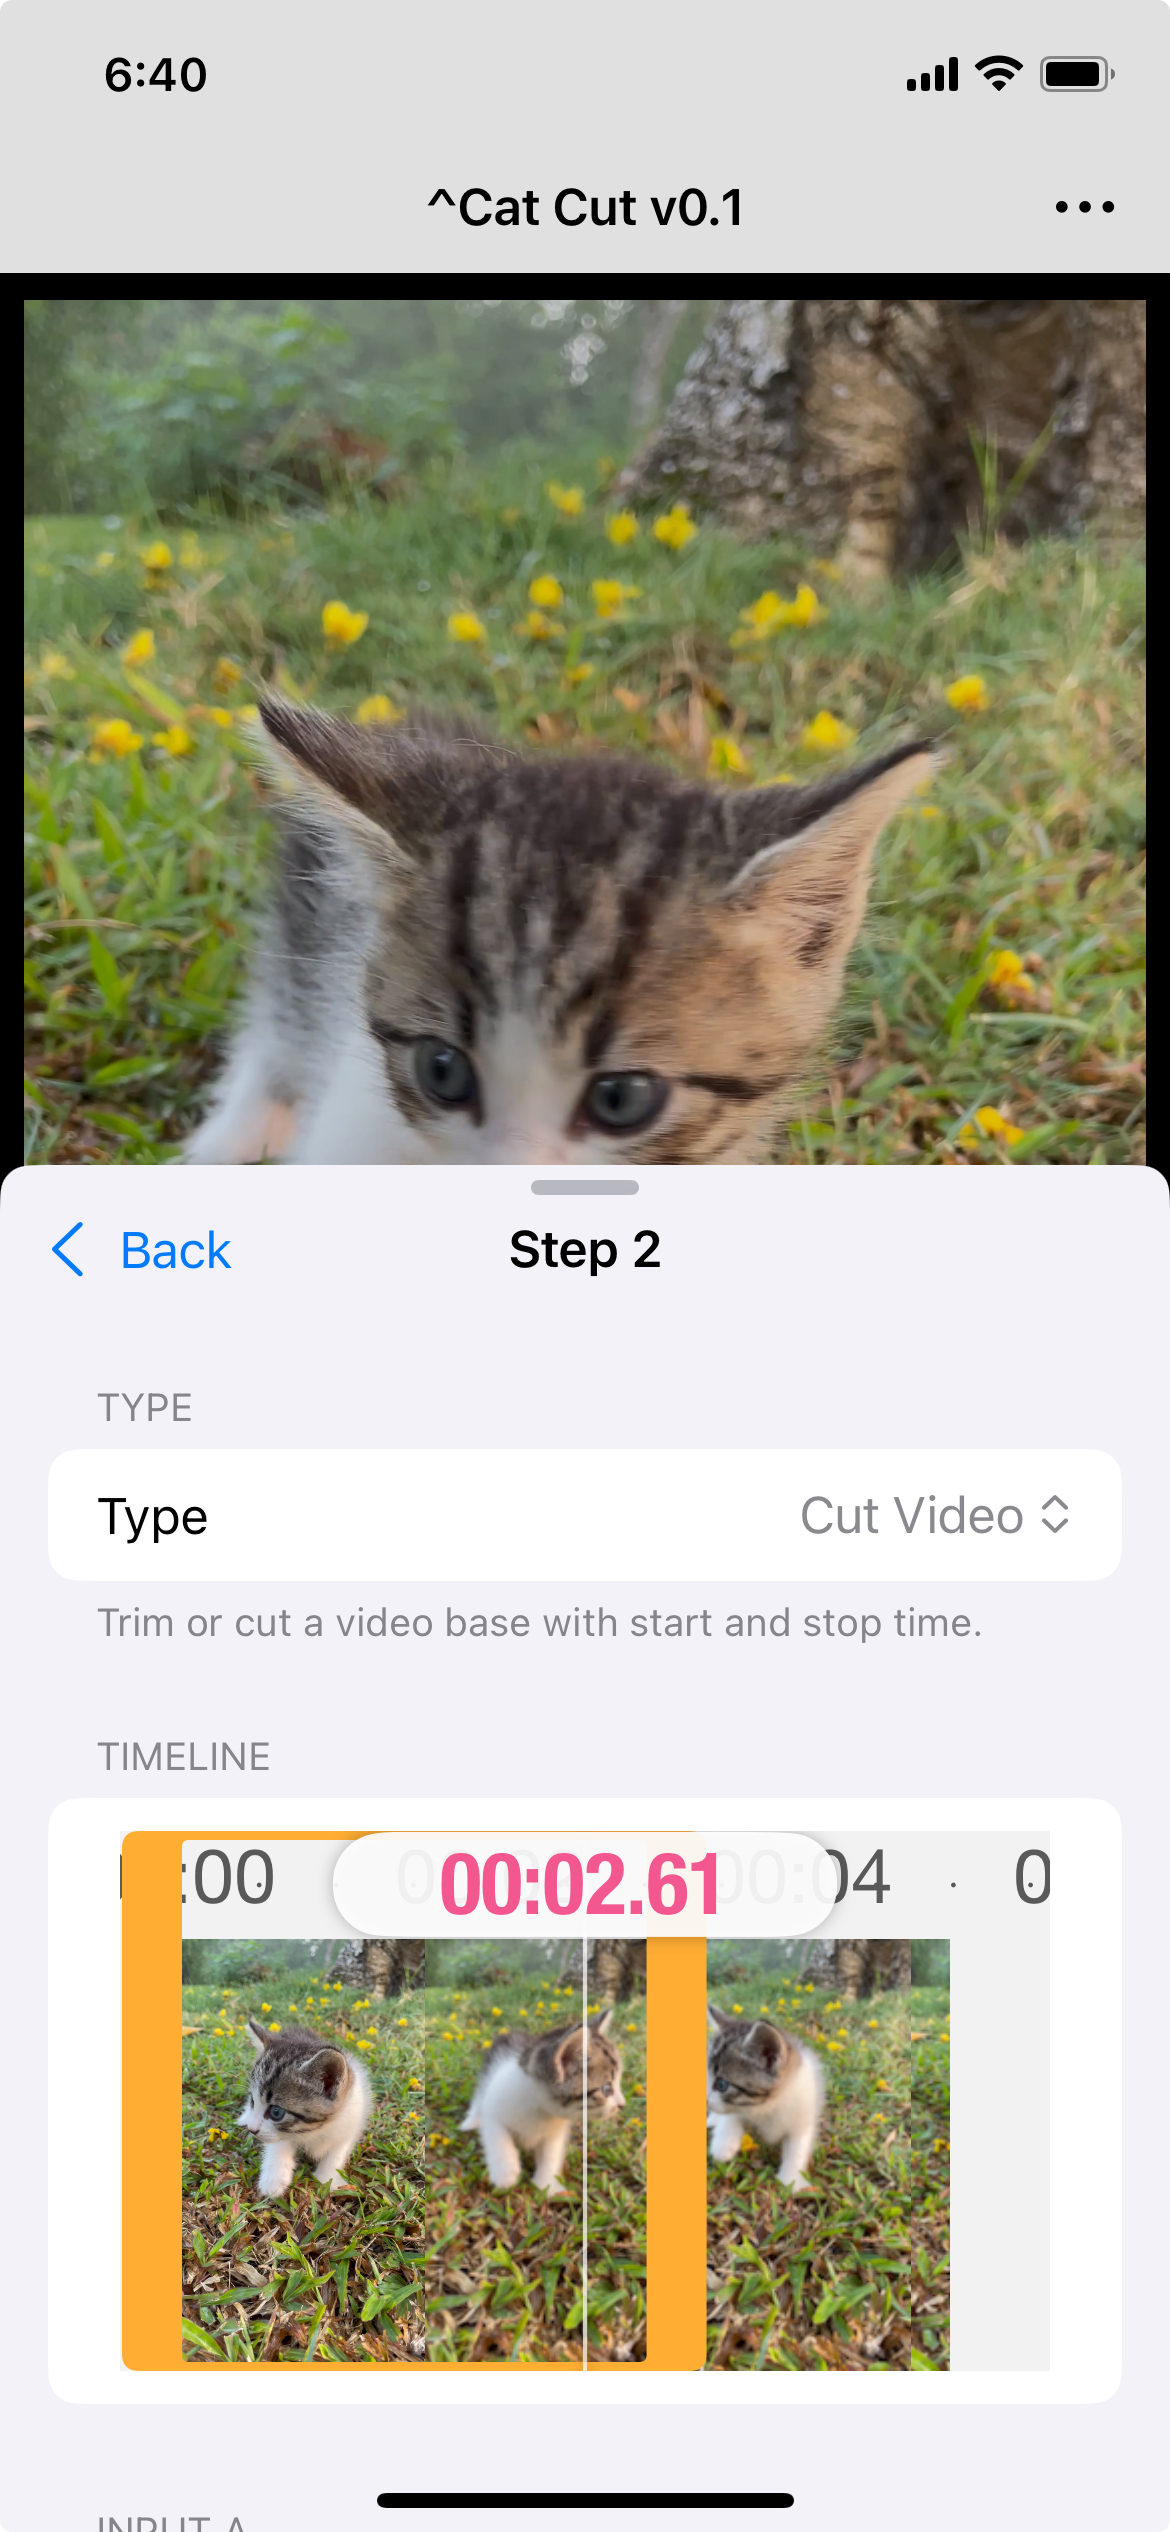 6:40
^Cat Cut v0.1
Back
Step 2
TYPE
Type
Cut Video
Trim or cut a video base with start and stop time.
TIMELINE
:00
00:02.61
00:04
0
INPUT A